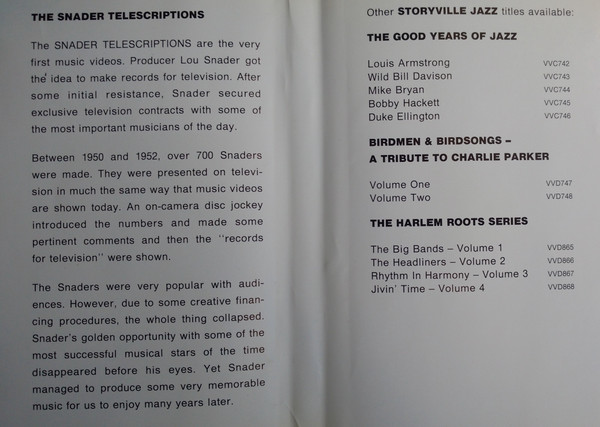 THE SNADER TELESCRIPTIONS
The SNADER TELESCRIPTIONS are the very
first music videos. Producer Lou Snader got
the idea to make records for television. After
some initial resistance, Snader secured
exclusive television contracts with some of
the most important musicians of the day.
Between 1950 and 1952, over 700 Snaders
were made. They were presented on televi-
sion in much the same way that music videos
are shown today. An on-camera disc jockey
introduced the numbers and made some
pertinent comments and then the "records
for television" were shown.
The Snaders were very popular with audi-
ences. However, due to some creative finan-
cing procedures, the whole thing collapsed.
Snader's golden opportunity with some of the
most successful musical stars of the time
disappeared before his eyes. Yet Snader
managed to produce some very memorable
music for us to enjoy many years later.
Other STORYVILLE JAZZ titles available:
THE GOOD YEARS OF JAZZ
Louis Armstrong VVC742
Wild Bill Davison VVC743
Mike Bryan VVC744
Bobby Hackett VVC745
Duke Ellington VVC746
BIRDMEN & BIRDSONGS –
A TRIBUTE TO CHARLIE PARKER
Volume One VVD747
Volume Two VVD748
THE HARLEM ROOTS SERIES
The Big Bands – Volume 1 VVD865
The Headliners – Volume 2 VVD866
Rhythm In Harmony – Volume 3 VVD867
Jivin' Time – Volume 4 VVD868